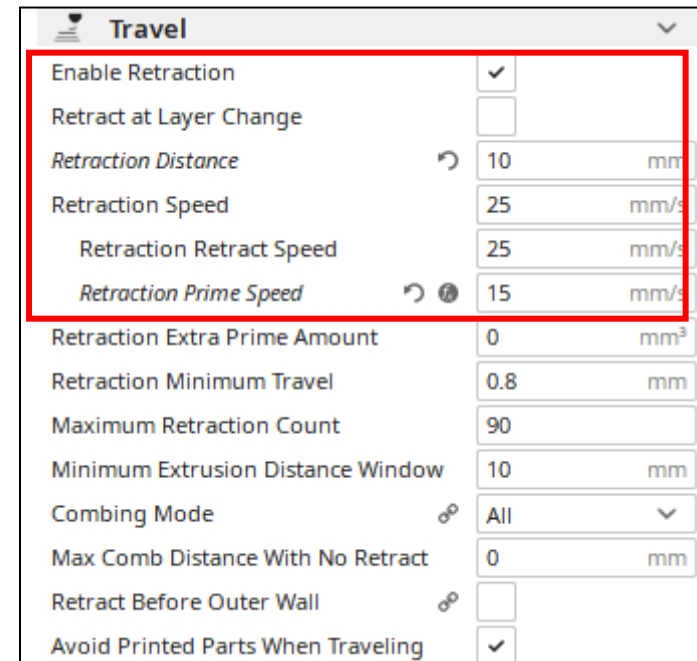 Travel
Enable Retraction
Retract at Layer Change
Retraction Distance 10 mm
Retraction Speed 25 mm/s
Retraction Retract Speed 25 mm/s
Retraction Prime Speed 15 mm/s
Retraction Extra Prime Amount 0 mm³
Retraction Minimum Travel 0.8 mm
Maximum Retraction Count 90
Minimum Extrusion Distance Window 10 mm
Combing Mode All
Max Comb Distance With No Retract 0 mm
Retract Before Outer Wall
Avoid Printed Parts When Traveling